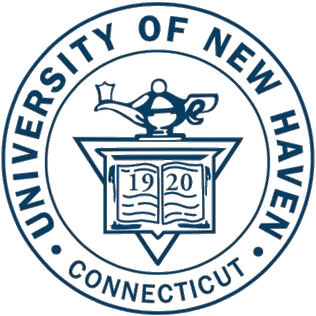 UNIVERSITY OF NEW HAVEN
19 20
• CONNECTICUT •